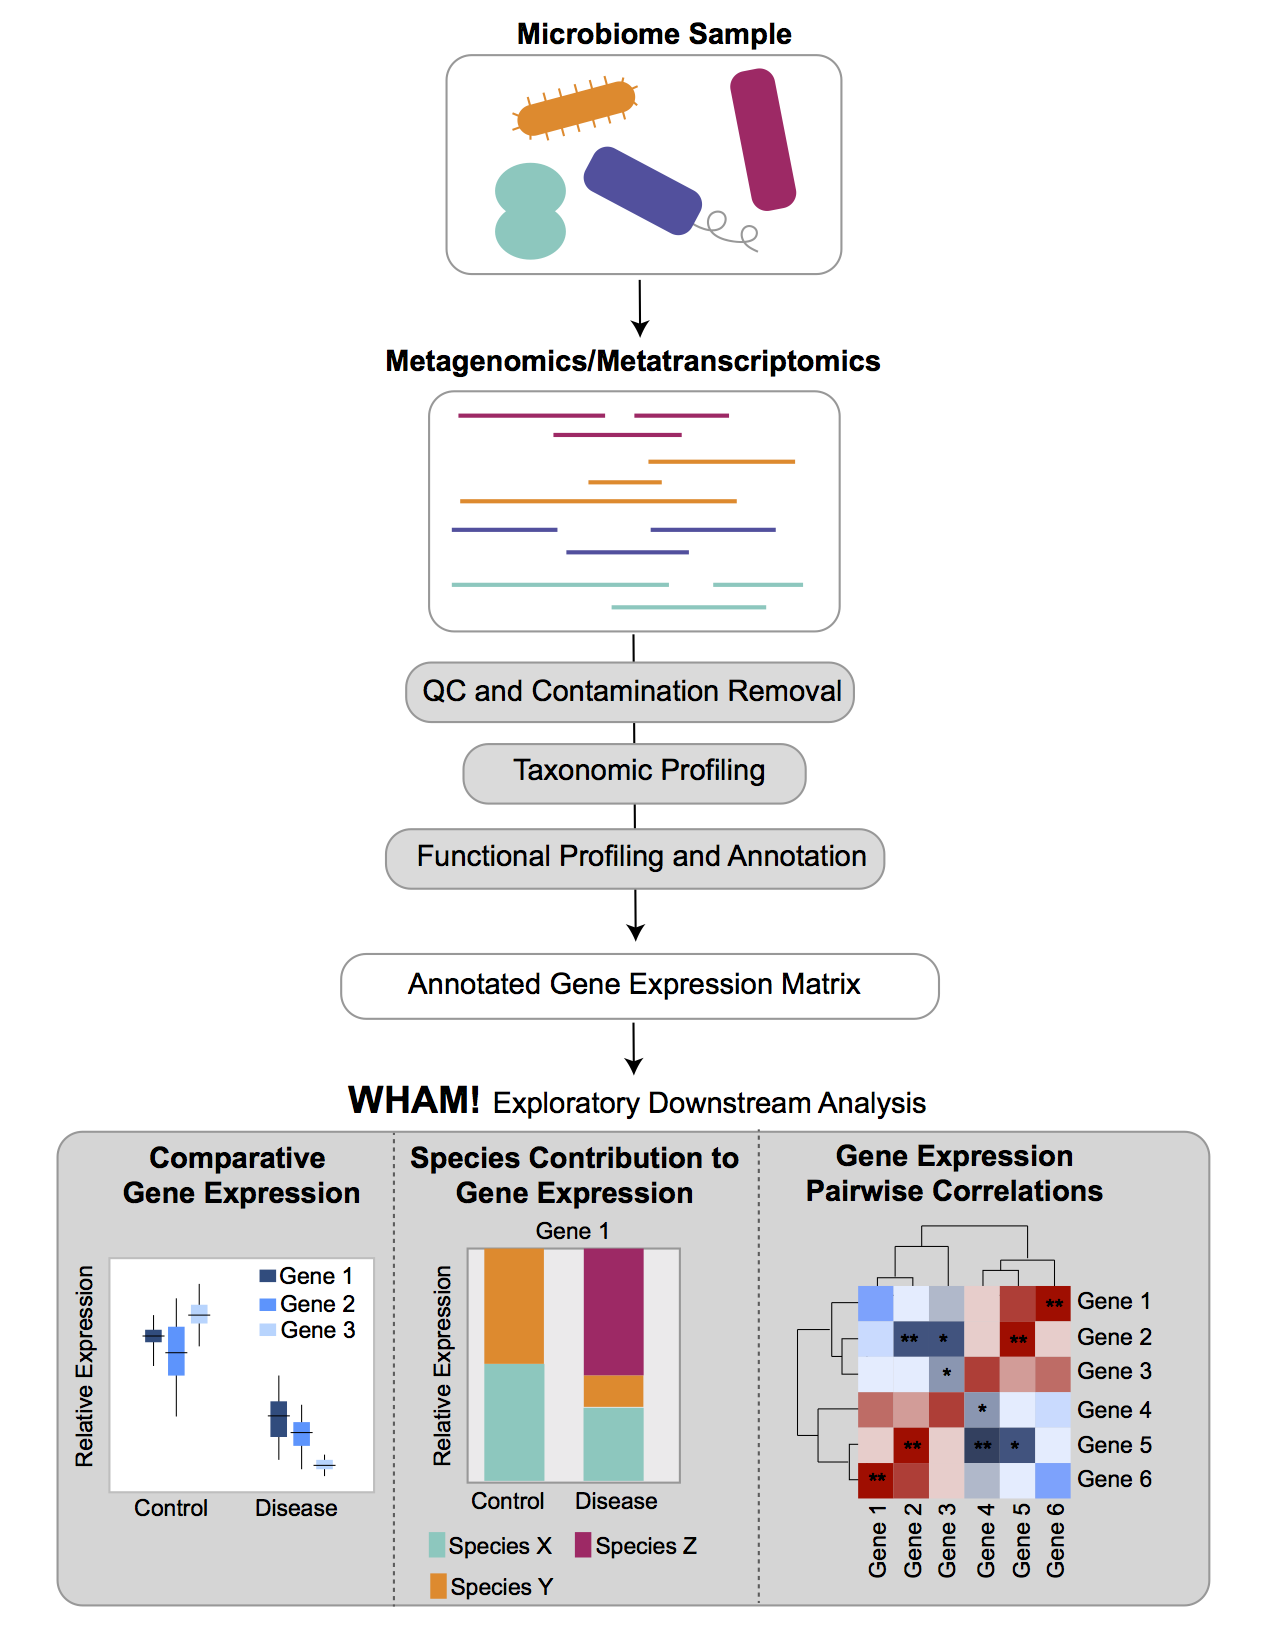 Microbiome Sample
Metagenomics/Metatranscriptomics
QC and Contamination Removal
Taxonomic Profiling
Functional Profiling and Annotation
Annotated Gene Expression Matrix
WHAM! Exploratory Downstream Analysis
Comparative
Gene Expression
Relative Expression
Gene 1
Gene 2
Gene 3
Control
Disease
Species Contribution to
Gene Expression
Gene 1
Relative Expression
Control
Disease
Species X
Species Z
Species Y
Gene Expression
Pairwise Correlations
** Gene 1
** * ** Gene 2
* Gene 3
* Gene 4
** ** * Gene 5
** Gene 6
Gene 1
Gene 2
Gene 3
Gene 4
Gene 5
Gene 6